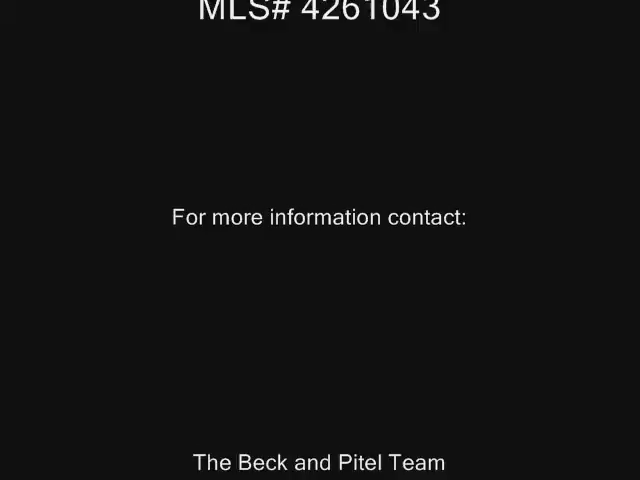 MLS# 4261043
For more information contact:
The Beck and Pitel Team